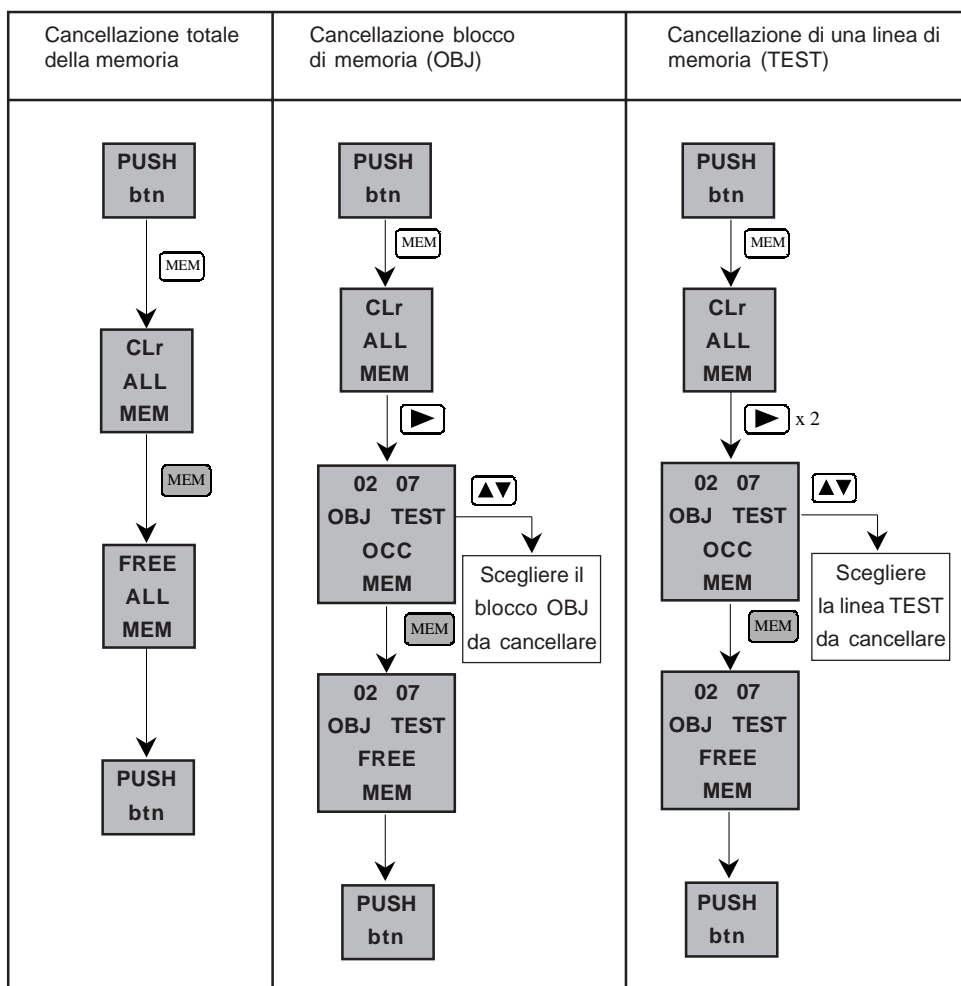 Cancellazione totale
della memoria
PUSH
btn
MEM
CLr
ALL
MEM
MEM
FREE
ALL
MEM
PUSH
btn
Cancellazione blocco
di memoria (OBJ)
PUSH
btn
MEM
CLr
ALL
MEM
02 07
OBJ TEST
OCC
MEM
Scegliere il
blocco OBJ
da cancellare
MEM
02 07
OBJ TEST
FREE
MEM
PUSH
btn
Cancellazione di una linea di
memoria (TEST)
PUSH
btn
MEM
CLr
ALL
MEM
x 2
02 07
OBJ TEST
OCC
MEM
Scegliere
la linea TEST
da cancellare
MEM
02 07
OBJ TEST
FREE
MEM
PUSH
btn